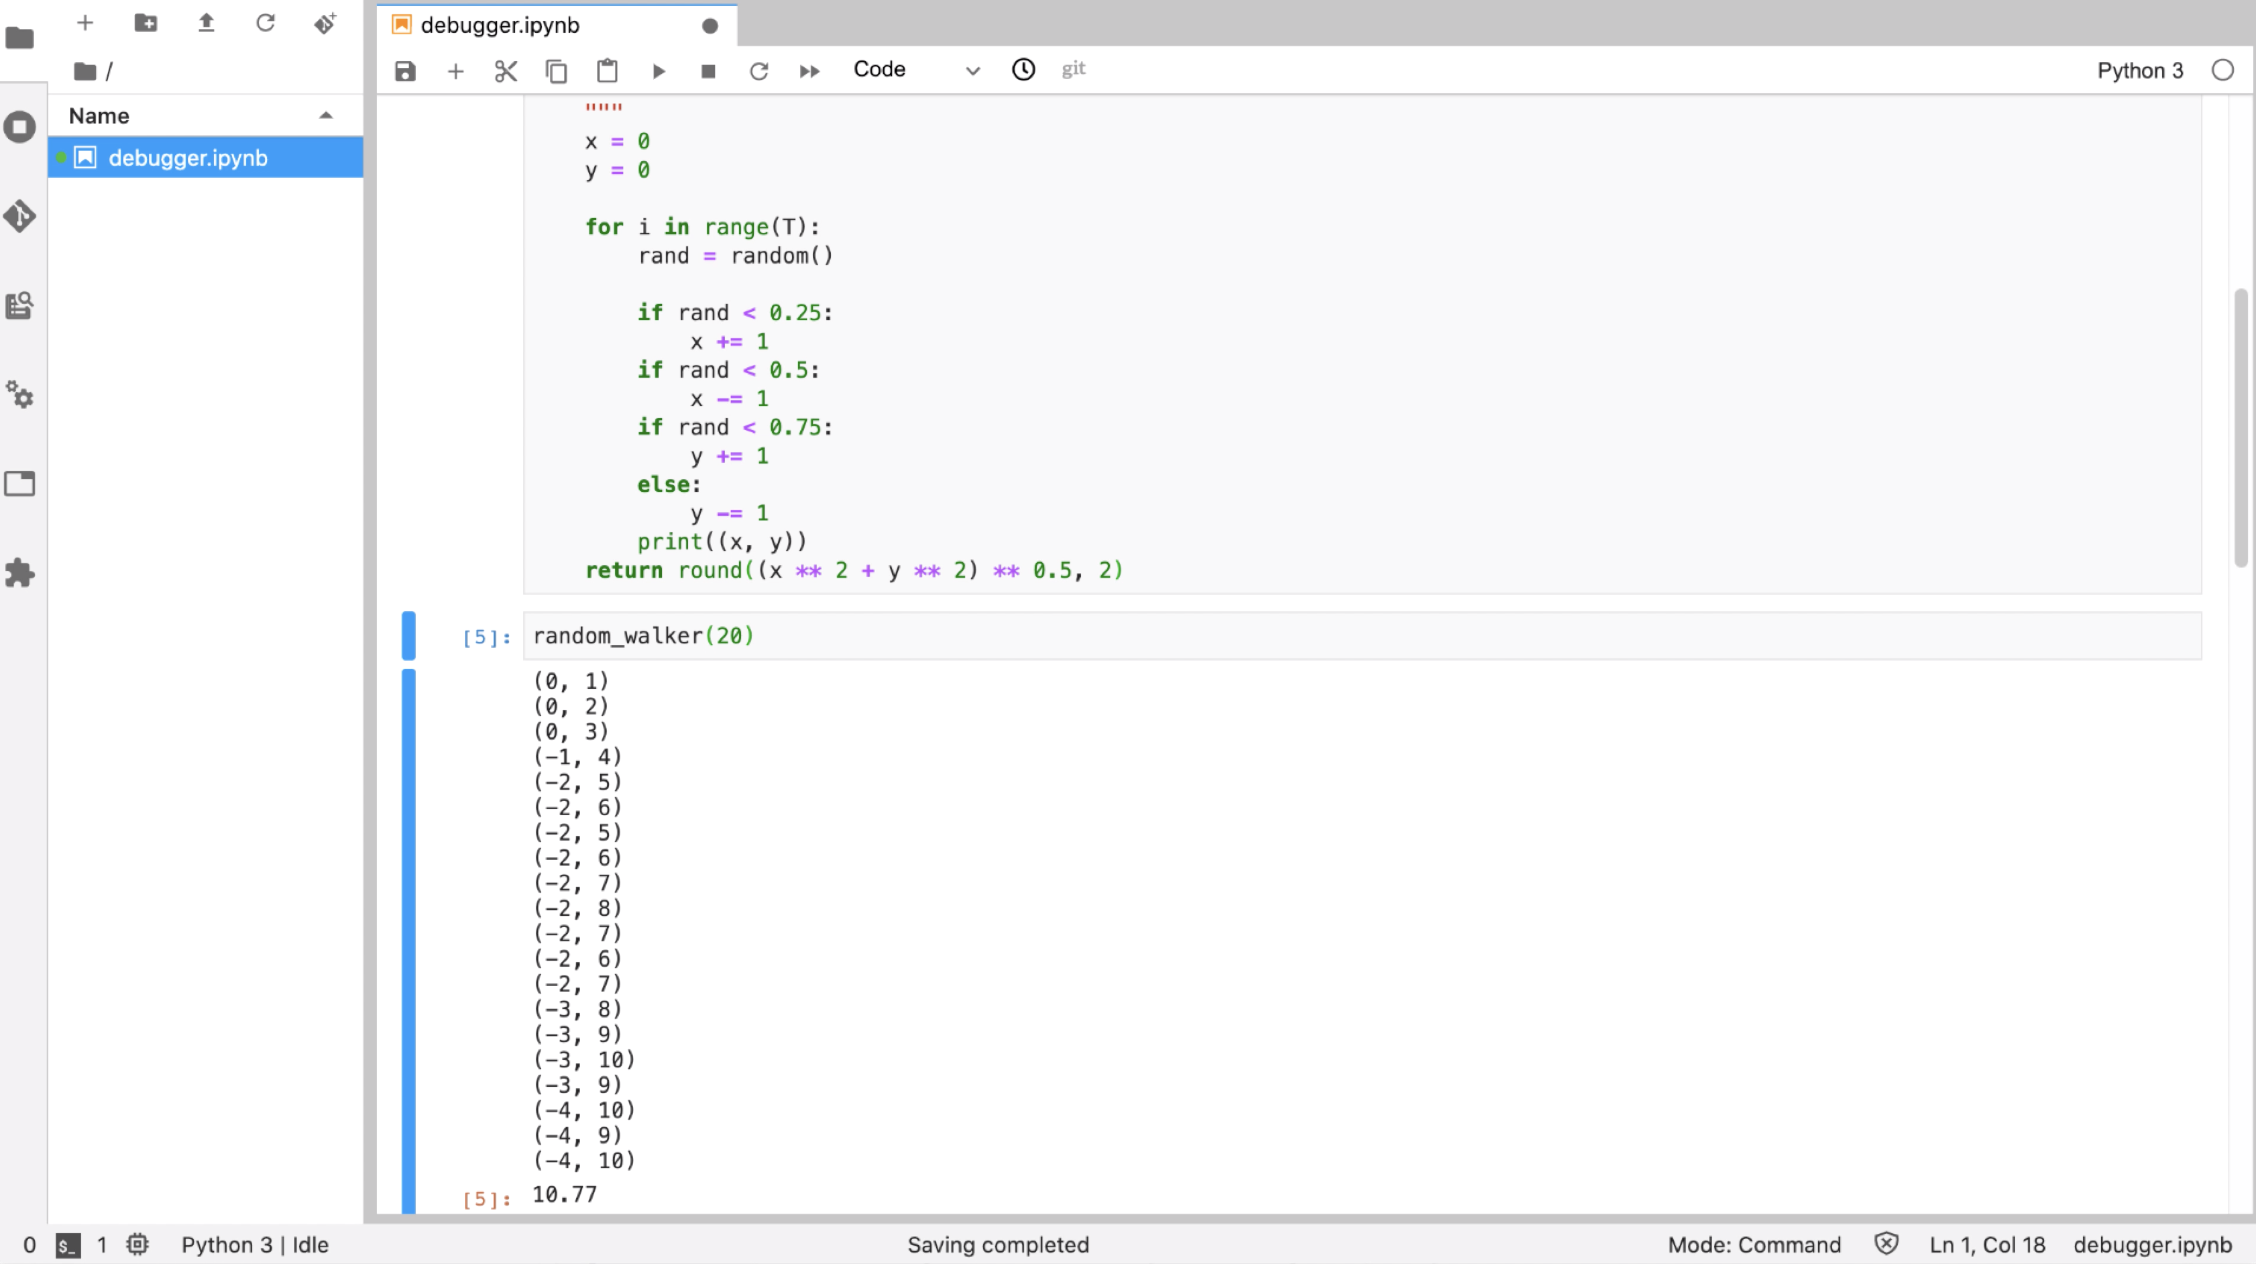 debugger.ipynb
Code
git
Python 3
/
Name
debugger.ipynb
"""
x = 0
y = 0
for i in range(T):
rand = random()
if rand < 0.25:
x += 1
if rand < 0.5:
x -= 1
if rand < 0.75:
y += 1
else:
y -= 1
print((x, y))
return round((x ** 2 + y ** 2) ** 0.5, 2)
[5]: random_walker(20)
(0, 1)
(0, 2)
(0, 3)
(-1, 4)
(-2, 5)
(-2, 6)
(-2, 5)
(-2, 6)
(-2, 7)
(-2, 8)
(-2, 7)
(-2, 6)
(-2, 7)
(-3, 8)
(-3, 9)
(-3, 10)
(-3, 9)
(-4, 10)
(-4, 9)
(-4, 10)
[5]: 10.77
0 $_ 1 Python 3 | Idle Saving completed Mode: Command Ln 1, Col 18 debugger.ipynb